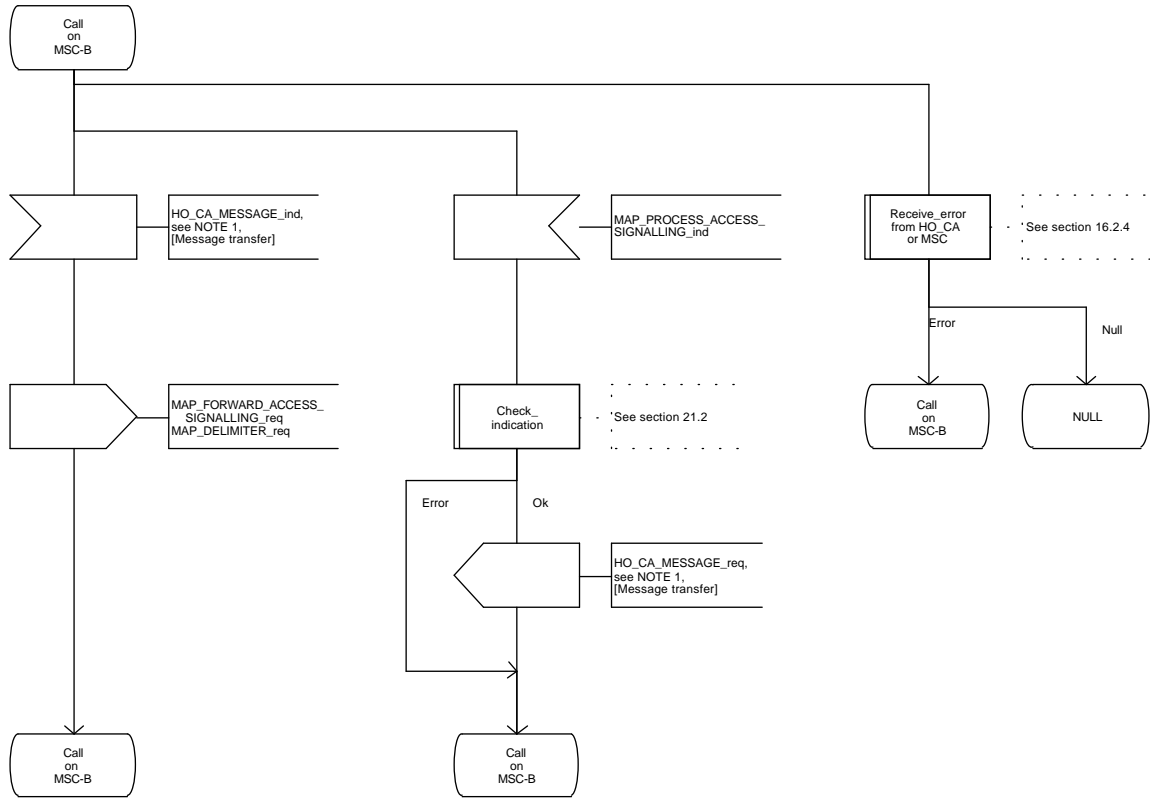 Call
on
MSC-B
HO_CA_MESSAGE_ind,
see NOTE 1,
[Message transfer]
MAP_PROCESS_ACCESS_
SIGNALLING_ind
Receive_error
from HO_CA
or MSC
See section 16.2.4
Error
Null
MAP_FORWARD_ACCESS_
SIGNALLING_req
MAP_DELIMITER_req
Check_
indication
See section 21.2
Call
on
MSC-B
NULL
Error
Ok
HO_CA_MESSAGE_req,
see NOTE 1,
[Message transfer]
Call
on
MSC-B
Call
on
MSC-B